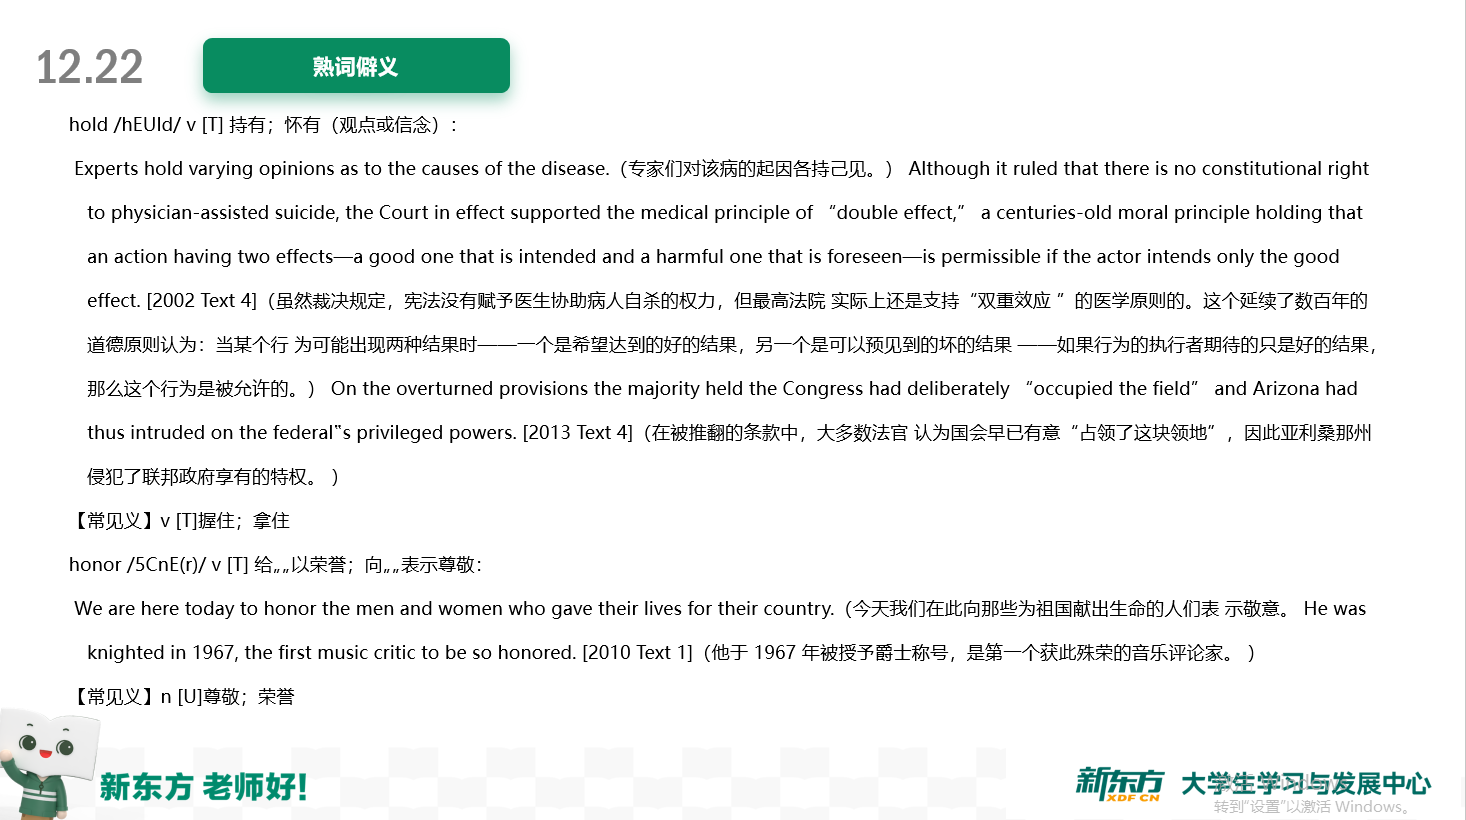 12.22
熟词僻义
hold /hEUld/ v [T] 持有；怀有（观点或信念）：
Experts hold varying opinions as to the causes of the disease.（专家们对该病的起因各持己见。） Although it ruled that there is no constitutional right
to physician-assisted suicide, the Court in effect supported the medical principle of “double effect,” a centuries-old moral principle holding that
an action having two effects—a good one that is intended and a harmful one that is foreseen—is permissible if the actor intends only the good
effect. [2002 Text 4]（虽然裁决规定，宪法没有赋予医生协助病人自杀的权力，但最高法院 实际上还是支持“双重效应 ”的医学原则的。这个延续了数百年的
道德原则认为：当某个行 为可能出现两种结果时——一个是希望达到的好的结果，另一个是可以预见到的坏的结果 ——如果行为的执行者期待的只是好的结果，
那么这个行为是被允许的。） On the overturned provisions the majority held the Congress had deliberately “occupied the field” and Arizona had
thus intruded on the federal‟s privileged powers. [2013 Text 4]（在被推翻的条款中，大多数法官 认为国会早已有意“占领了这块领地”，因此亚利桑那州
侵犯了联邦政府享有的特权。 ）
【常见义】v [T]握住；拿住
honor /5CnE(r)/ v [T] 给„„以荣誉；向„„表示尊敬：
We are here today to honor the men and women who gave their lives for their country.（今天我们在此向那些为祖国献出生命的人们表 示敬意。 He was
knighted in 1967, the first music critic to be so honored. [2010 Text 1]（他于 1967 年被授予爵士称号，是第一个获此殊荣的音乐评论家。 ）
【常见义】n [U]尊敬；荣誉
新东方 老师好！
新东方 XDF.CN 大学生学习与发展中心
激活 Windows
转到“设置”以激活 Windows。